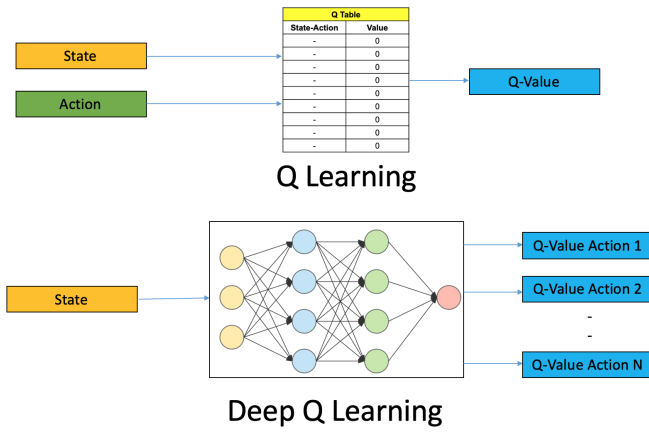 Q Table
State-Action Value
- 0
- 0
- 0
- 0
- 0
- 0
- 0
- 0
- 0
State
Action
Q-Value
Q Learning
State
Q-Value Action 1
Q-Value Action 2
-
-
Q-Value Action N
Deep Q Learning